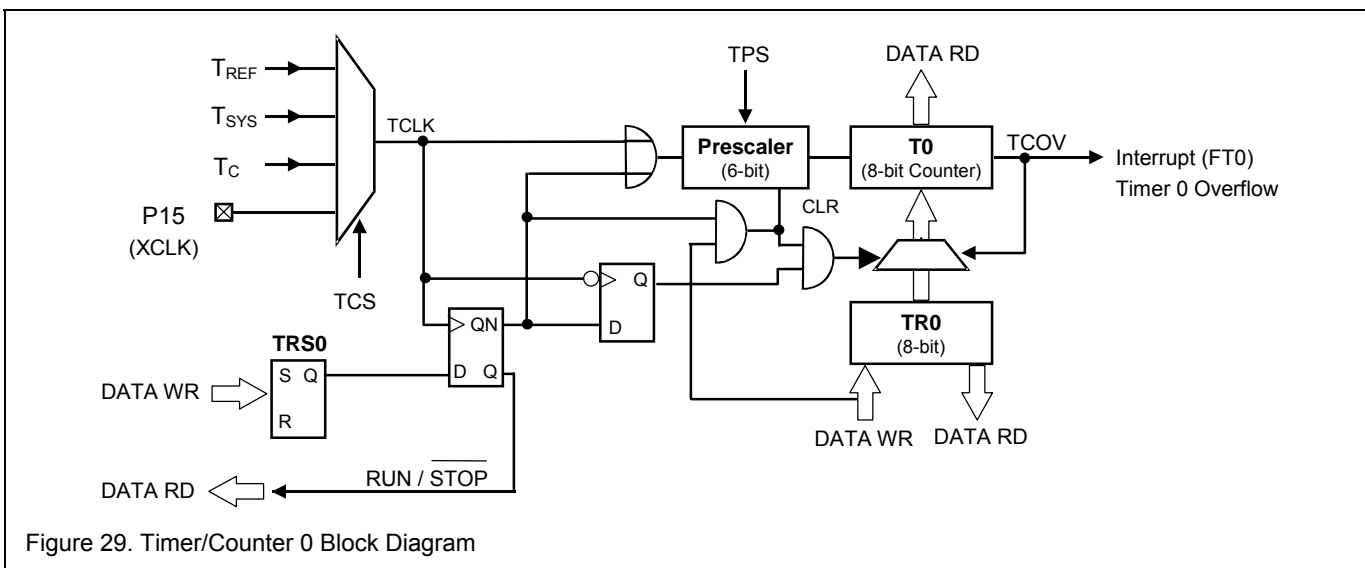 DATA RD
TPS
T_REF
T_SYS
T_C
P15
(XCLK)
TCLK
TCS
Prescaler
(6-bit)
T0
(8-bit Counter)
TCOV
Interrupt (FT0)
Timer 0 Overflow
CLR
Q
D
QN
D Q
TR0
(8-bit)
TRS0
S Q
R
DATA WR
DATA WR
DATA RD
RUN / STOP
DATA RD
Figure 29. Timer/Counter 0 Block Diagram